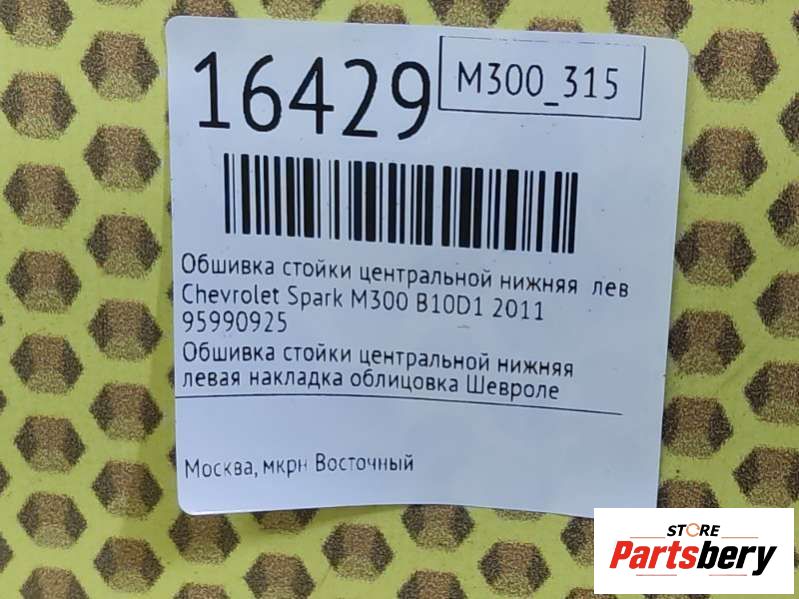 16429
M300_315
Обшивка стойки центральной нижняя лев
Chevrolet Spark M300 B10D1 2011
95990925
Обшивка стойки центральной нижняя
левая накладка облицовка Шевроле
Москва, мкрн Восточный
STORE
Partsbery